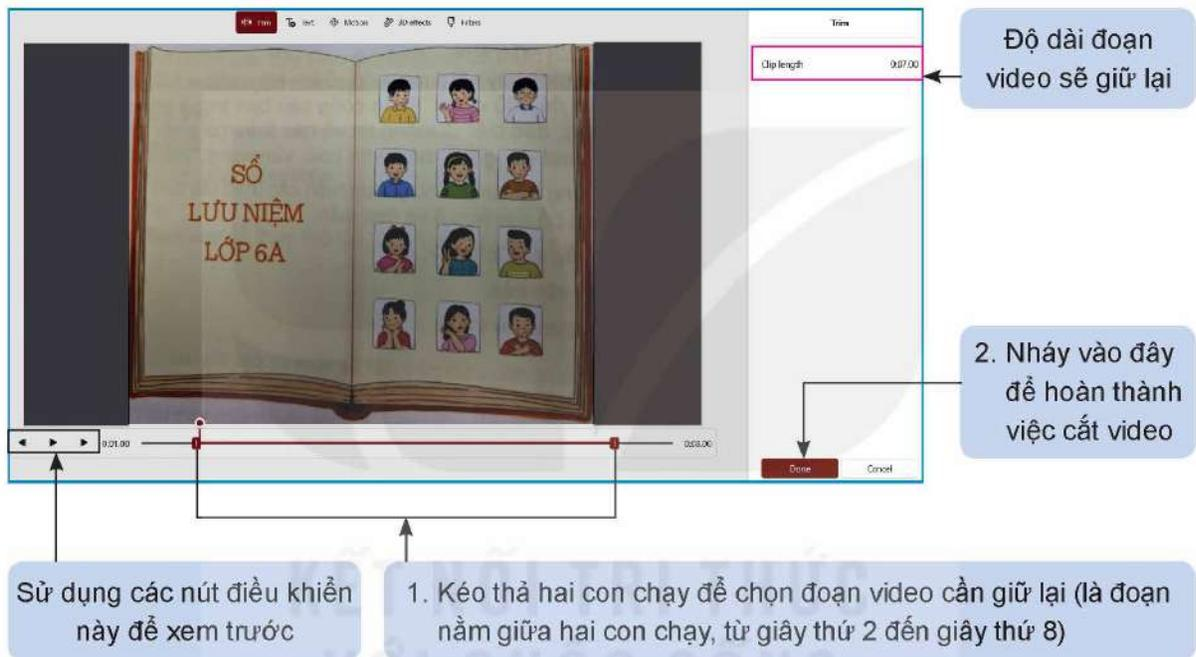 Trim
Text
Motion
3D effects
Filters
Trim
Clip length 0:07.00
Độ dài đoạn
video sẽ giữ lại
SỔ
LƯU NIỆM
LỚP 6A
2. Nháy vào đây
để hoàn thành
việc cắt video
0:01.00
Done
Cancel
Sử dụng các nút điều khiển
này để xem trước
1. Kéo thả hai con chạy để chọn đoạn video cần giữ lại (là đoạn
nằm giữa hai con chạy, từ giây thứ 2 đến giây thứ 8)
KẾT NỐI TRI THỨC